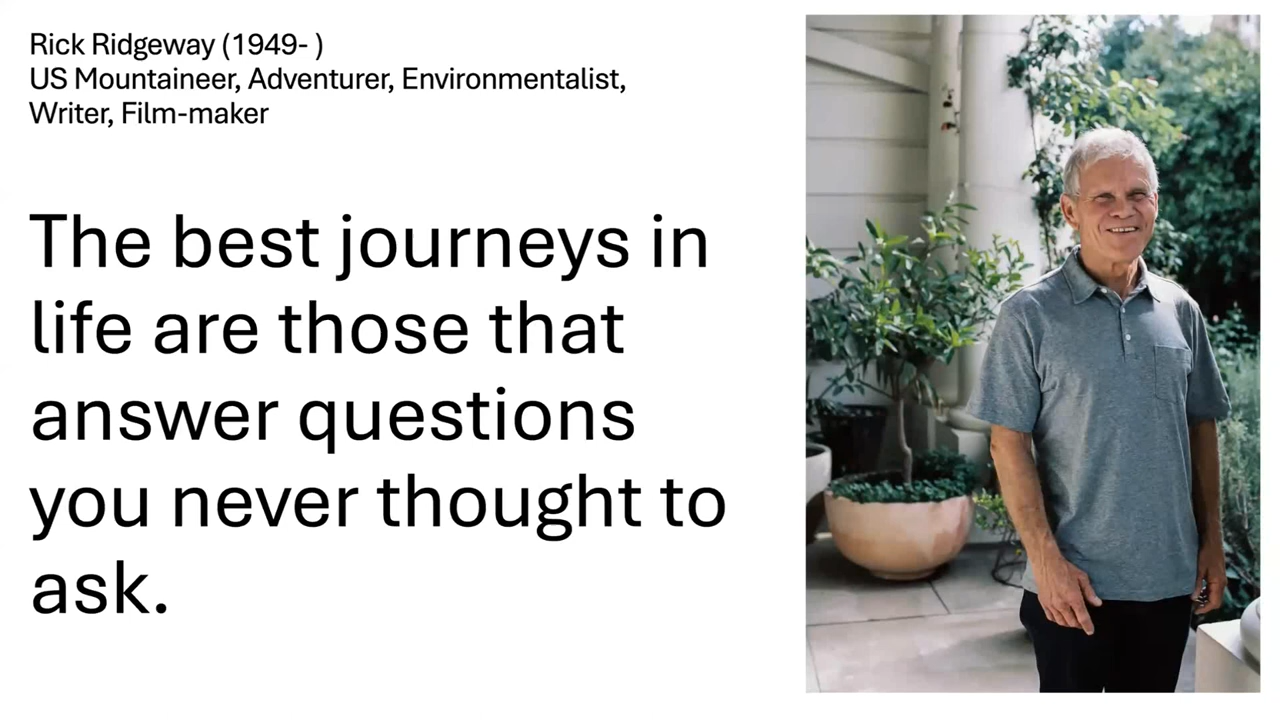 Rick Ridgeway (1949- )
US Mountaineer, Adventurer, Environmentalist,
Writer, Film-maker
The best journeys in
life are those that
answer questions
you never thought to
ask.